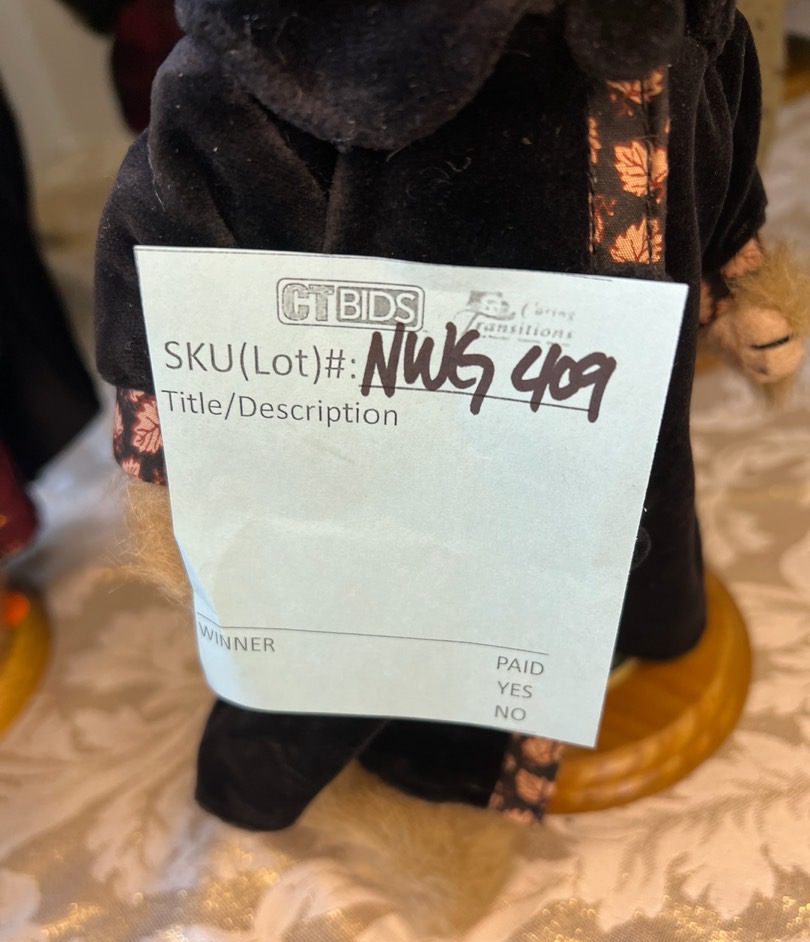 CTBIDS
Caring
Transitions
SKU(Lot)#: NWG 409
Title/Description
WINNER
PAID
YES
NO